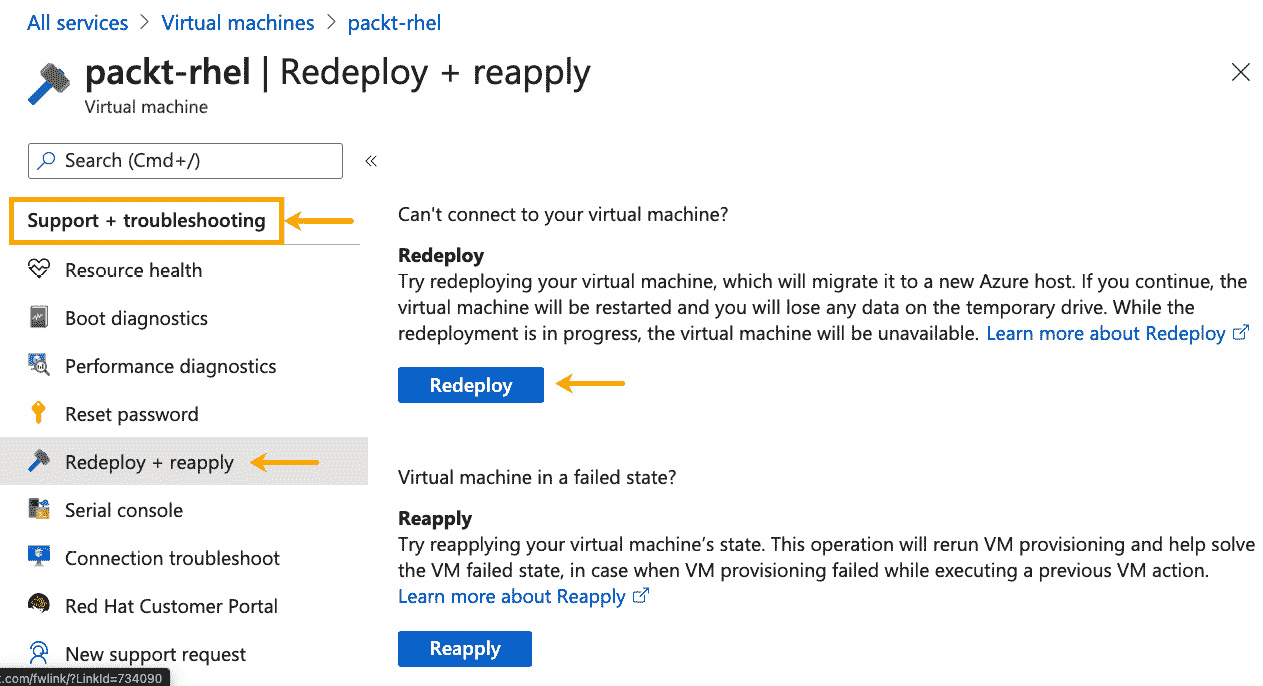 All services > Virtual machines > packt-rhel
packt-rhel | Redeploy + reapply
Virtual machine
Search (Cmd+/)
«
Support + troubleshooting
Resource health
Boot diagnostics
Performance diagnostics
Reset password
Redeploy + reapply
Serial console
Connection troubleshoot
Red Hat Customer Portal
New support request
t.com/fwlink/?LinkId=734090
Can't connect to your virtual machine?
Redeploy
Try redeploying your virtual machine, which will migrate it to a new Azure host. If you continue, the
virtual machine will be restarted and you will lose any data on the temporary drive. While the
redeployment is in progress, the virtual machine will be unavailable. Learn more about Redeploy
Redeploy
Virtual machine in a failed state?
Reapply
Try reapplying your virtual machine’s state. This operation will rerun VM provisioning and help solve
the VM failed state, in case when VM provisioning failed while executing a previous VM action.
Learn more about Reapply
Reapply